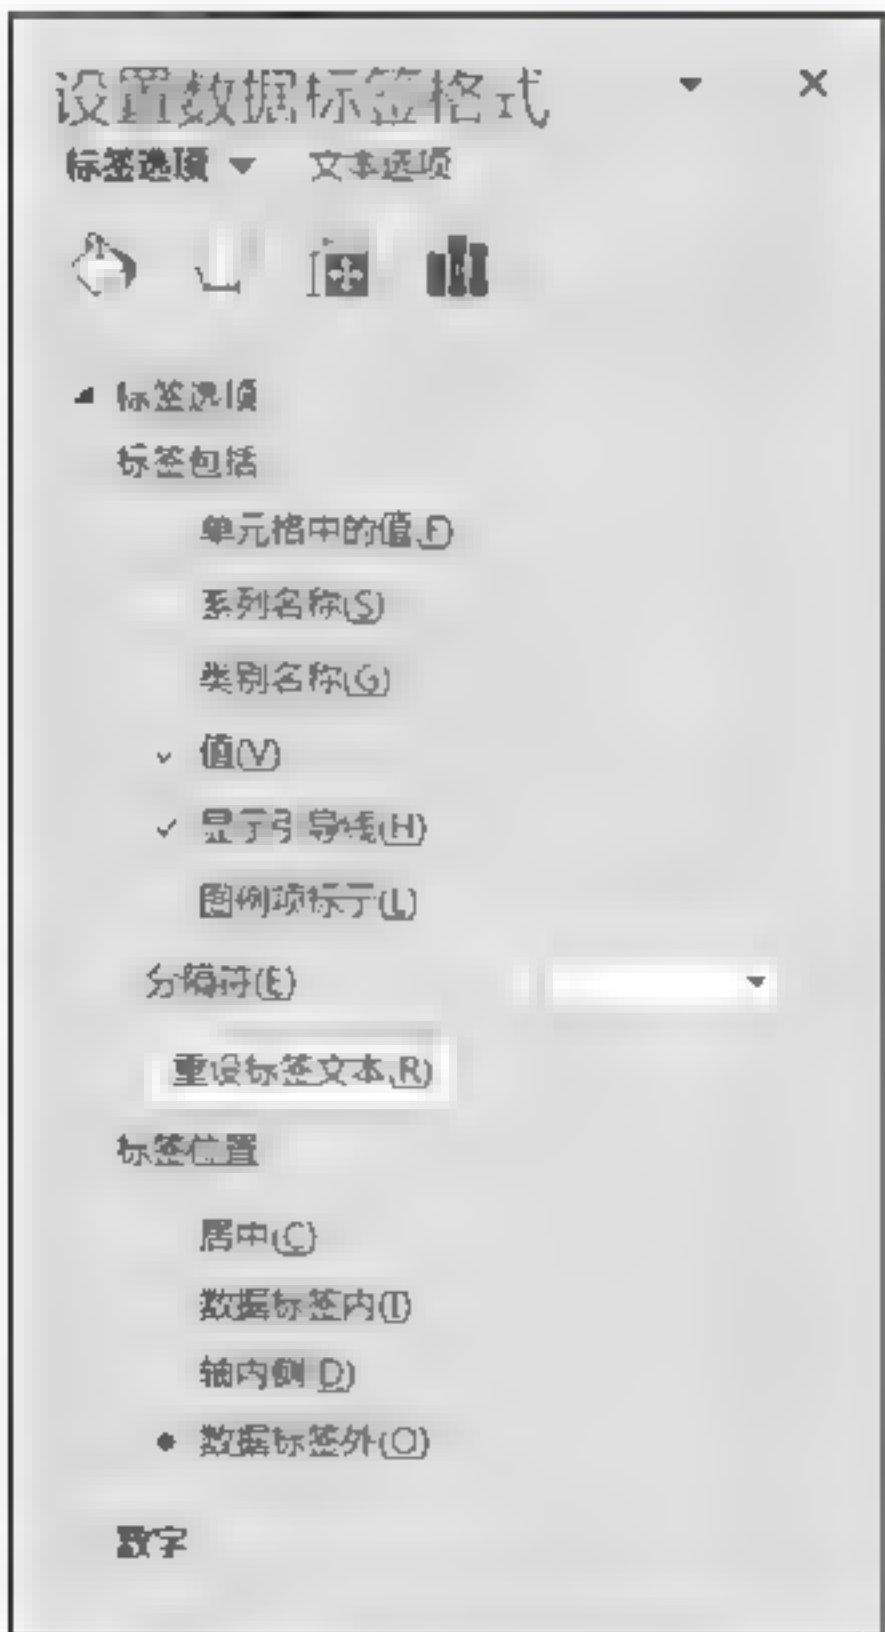 设置数据标签格式
标签选项 文本选项
标签选项
标签包括
单元格中的值(F)
系列名称(S)
类别名称(G)
值(V)
显示引导线(H)
图例项标示(L)
分隔符(E)
重设标签文本(R)
标签位置
居中(C)
数据标签内(I)
轴内侧(D)
数据标签外(O)
数字